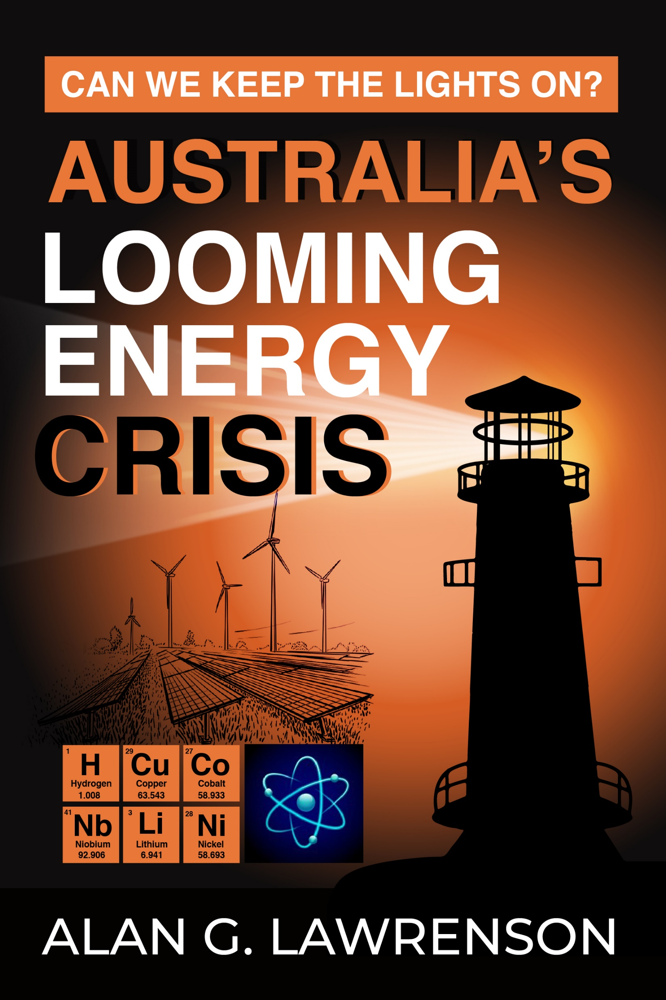 CAN WE KEEP THE LIGHTS ON?
AUSTRALIA'S
LOOMING
ENERGY
CRISIS
1
H
Hydrogen
1.008
29
Cu
Copper
63.543
27
Co
Cobalt
58.933
41
Nb
Niobium
92.906
3
Li
Lithium
6.941
28
Ni
Nickel
58.693
ALAN G. LAWRENSON